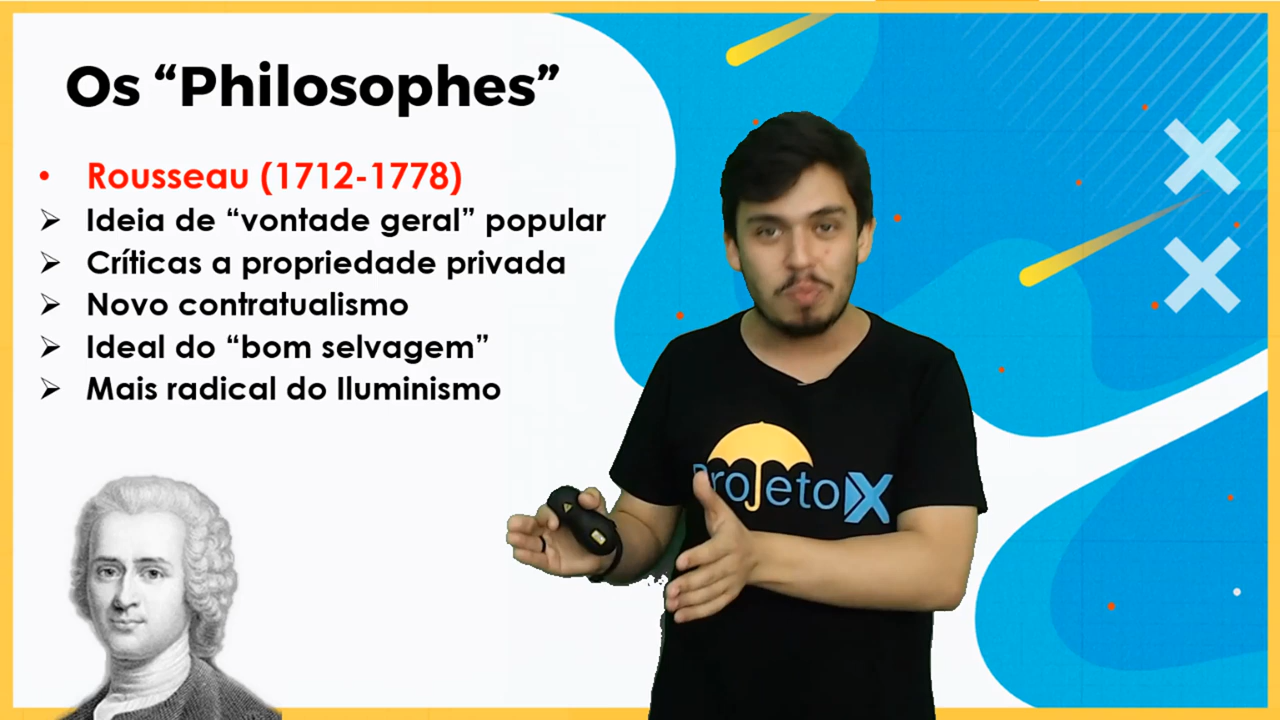 Os “Philosophes”
• Rousseau (1712-1778)
➢ Ideia de “vontade geral” popular
➢ Críticas a propriedade privada
➢ Novo contratualismo
➢ Ideal do “bom selvagem”
➢ Mais radical do Iluminismo
ProjetoX